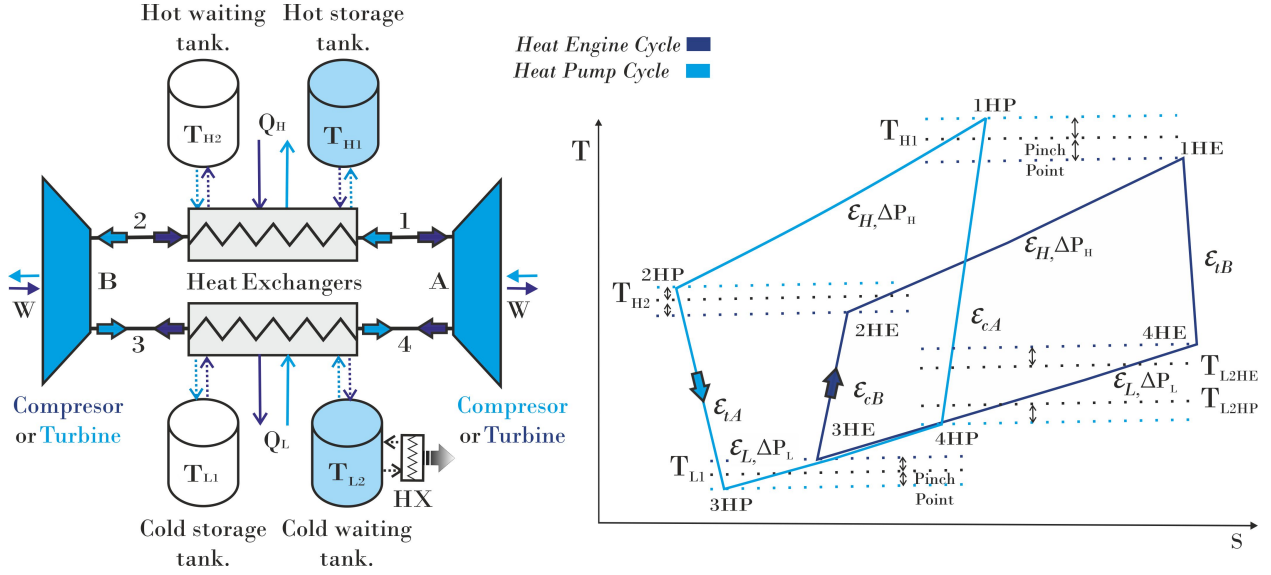 Hot waiting
tank.
Hot storage
tank.
T_H2
Q_H
T_H1
2
1
B
Heat Exchangers
A
W
W
3
4
Compresor
or Turbine
Compresor
or Turbine
T_L1
Q_L
T_L2
HX
Cold storage
tank.
Cold waiting
tank.
Heat Engine Cycle
Heat Pump Cycle
T
1HP
T_H1
Pinch
Point
1HE
ε_H, ΔP_H
ε_H, ΔP_H
2HP
T_H2
2HE
ε_tB
ε_cA
4HE
ε_tA
ε_cB
T_L2HE
ε_L, ΔP_L
T_L2HP
3HE
4HP
ε_L, ΔP_L
T_L1
Pinch
Point
3HP
S